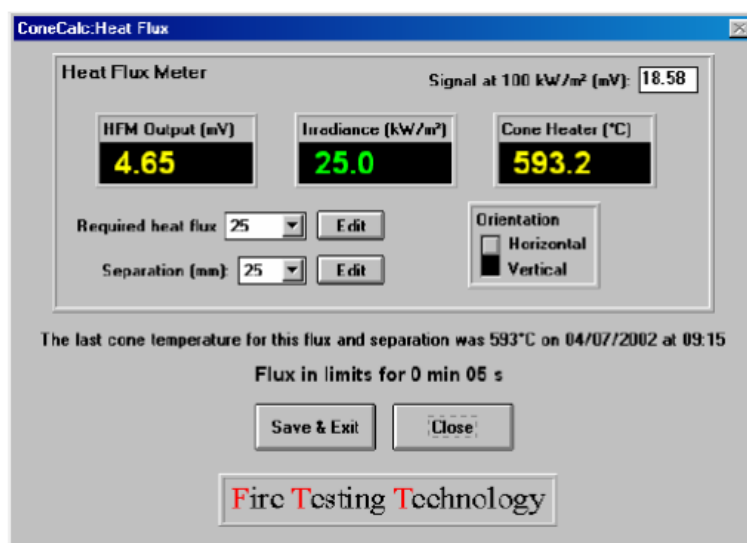 ConeCalc:Heat Flux
Heat Flux Meter
Signal at 100 kW/m² (mV): 18.58
HFM Output (mV) Irradiance (kW/m²) Cone Heater (°C)
4.65 25.0 593.2
Required heat flux 25 Edit
Separation (mm): 25 Edit
Orientation
Horizontal
Vertical
The last cone temperature for this flux and separation was 593°C on 04/07/2002 at 09:15
Flux in limits for 0 min 05 s
Save & Exit Close
Fire Testing Technology